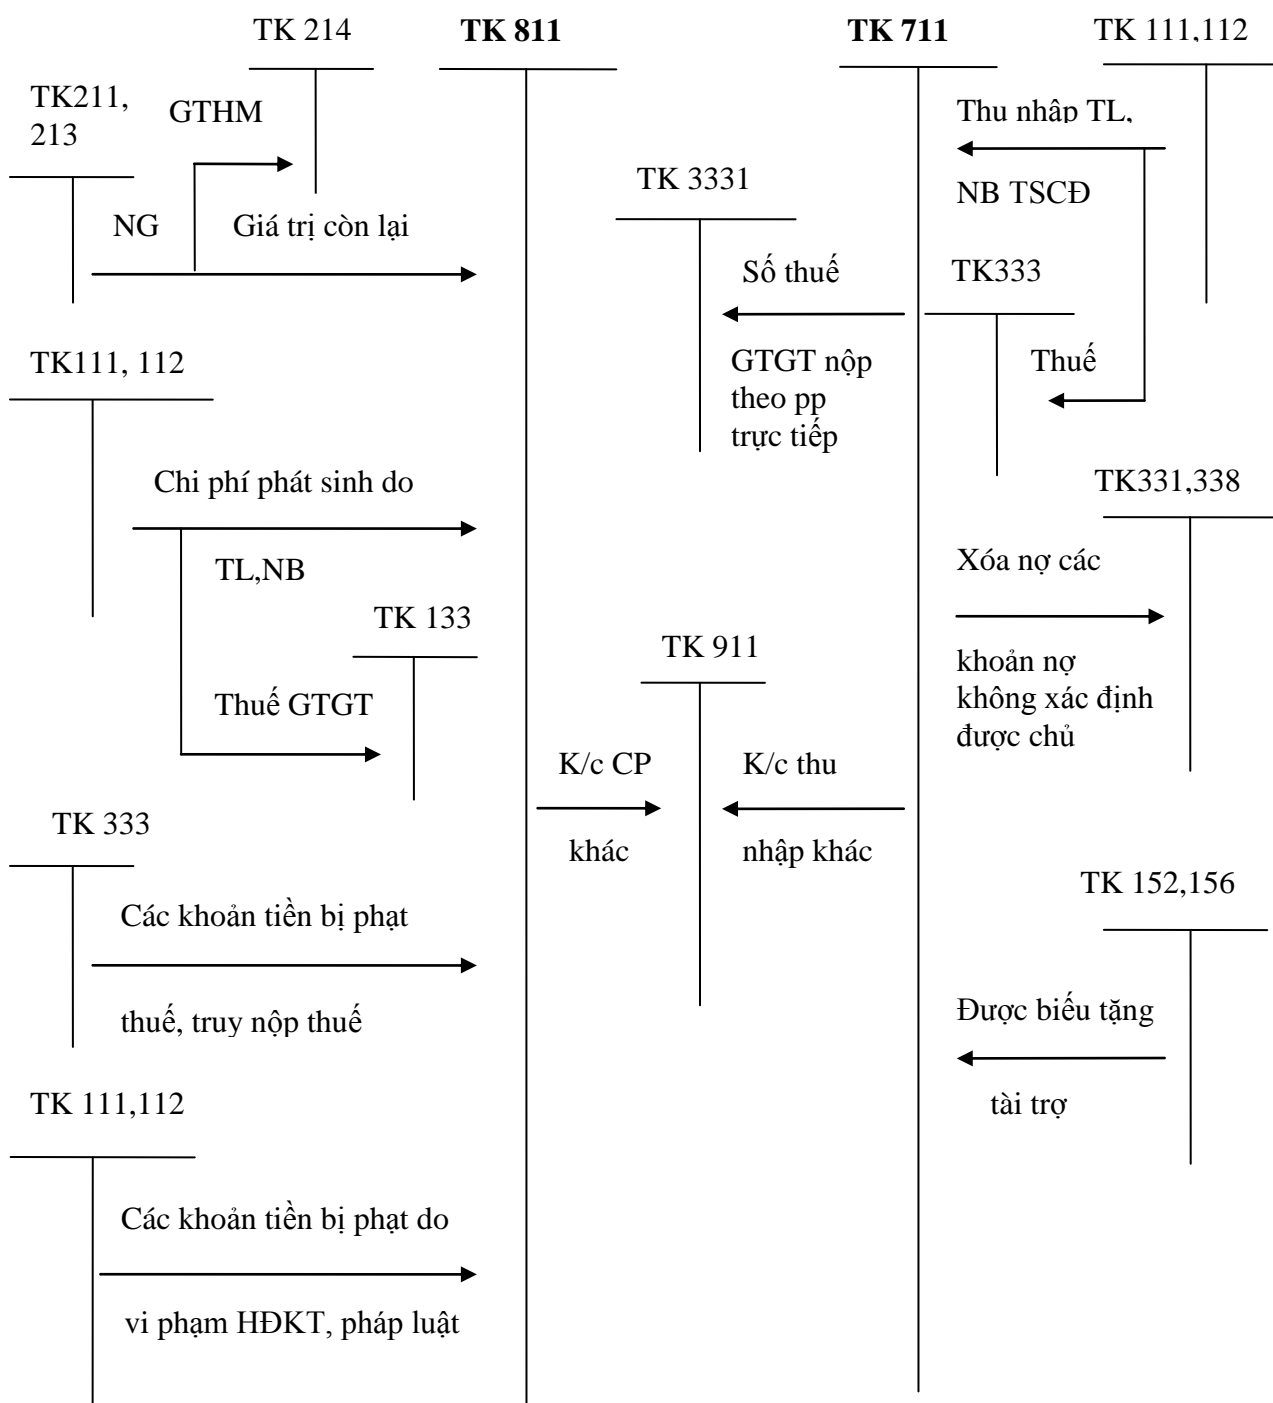 TK 214
TK 811
TK 711
TK 111,112
TK211,
213
GTHM
NG
Giá trị còn lại
Thu nhập TL,
NB TSCĐ
TK 3331
Số thuế
GTGT nộp
theo pp
trực tiếp
TK333
Thuế
TK111, 112
Chi phí phát sinh do
TL,NB
TK 133
Thuế GTGT
TK331,338
Xóa nợ các
khoản nợ
không xác định
được chủ
TK 911
K/c CP
khác
K/c thu
nhập khác
TK 333
Các khoản tiền bị phạt
thuế, truy nộp thuế
TK 152,156
Được biếu tặng
tài trợ
TK 111,112
Các khoản tiền bị phạt do
vi phạm HĐKT, pháp luật